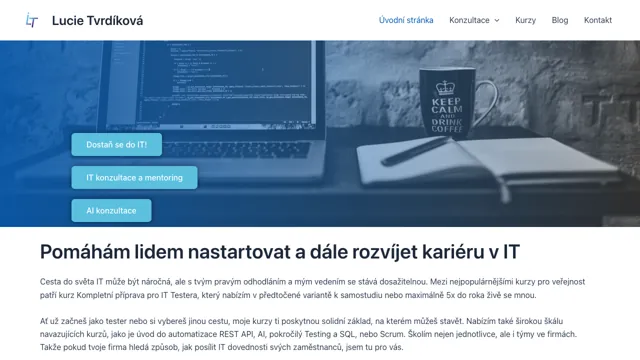 LT
Lucie Tvrdíková
Úvodní stránka
Konzultace
Kurzy
Blog
Kontakt
KEEP
CALM
AND
DRINK
COFFEE
Dostaň se do IT!
IT konzultace a mentoring
AI konzultace
Pomáhám lidem nastartovat a dále rozvíjet kariéru v IT
Cesta do světa IT může být náročná, ale s tvým pravým odhodláním a mým vedením se stává dosažitelnou. Mezi nejpopulárnějšími kurzy pro veřejnost
patří kurz Kompletní příprava pro IT Testera, který nabízím v předtočené variantě k samostudiu nebo maximálně 5x do roka živě se mnou.
Ať už začneš jako tester nebo si vybereš jinou cestu, moje kurzy ti poskytnou solidní základ, na kterém můžeš stavět. Nabízím také širokou škálu
navazujících kurzů, jako je úvod do automatizace REST API, AI, pokročilý Testing a SQL, nebo Scrum. Školím nejen jednotlivce, ale i týmy ve firmách.
Takže pokud tvoje firma hledá způsob, jak posílit IT dovednosti svých zaměstnanců, jsem tu pro vás.